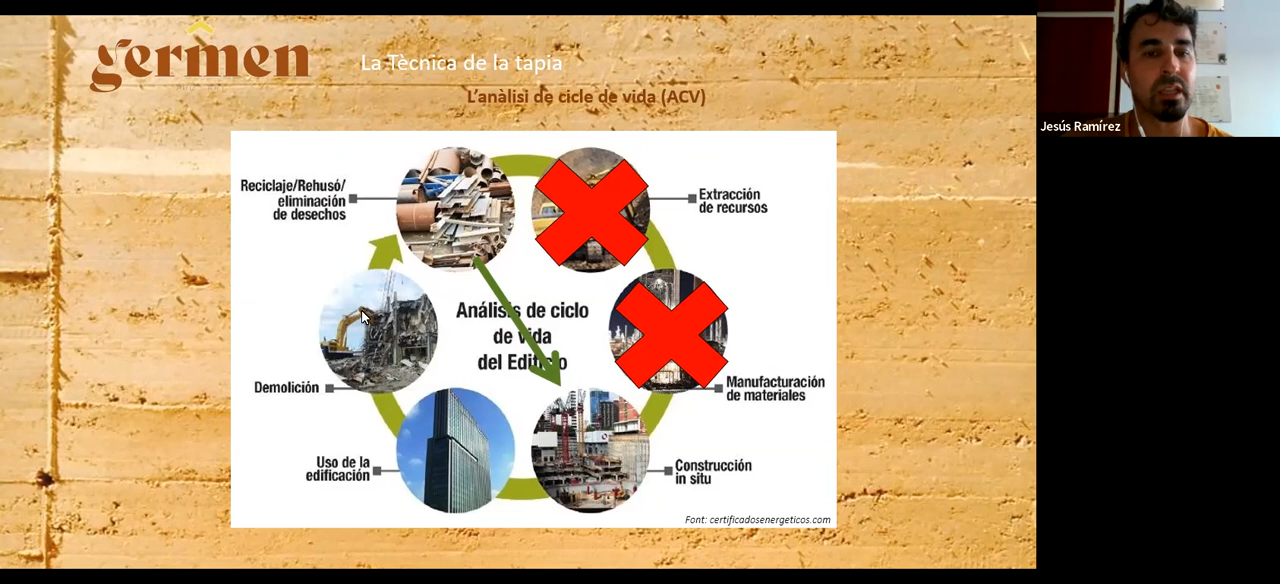 germen
La Tècnica de la tapia
L'anàlisi de cicle de vida (ACV)
Jesús Ramírez
Reciclaje/Rehusó/
eliminación
de desechos
Extracción
de recursos
Análisis de ciclo
de vida
del Edificio
Demolición
Manufacturación
de materiales
Uso de la
edificación
Construcción
in situ
Font: certificadosenergeticos.com